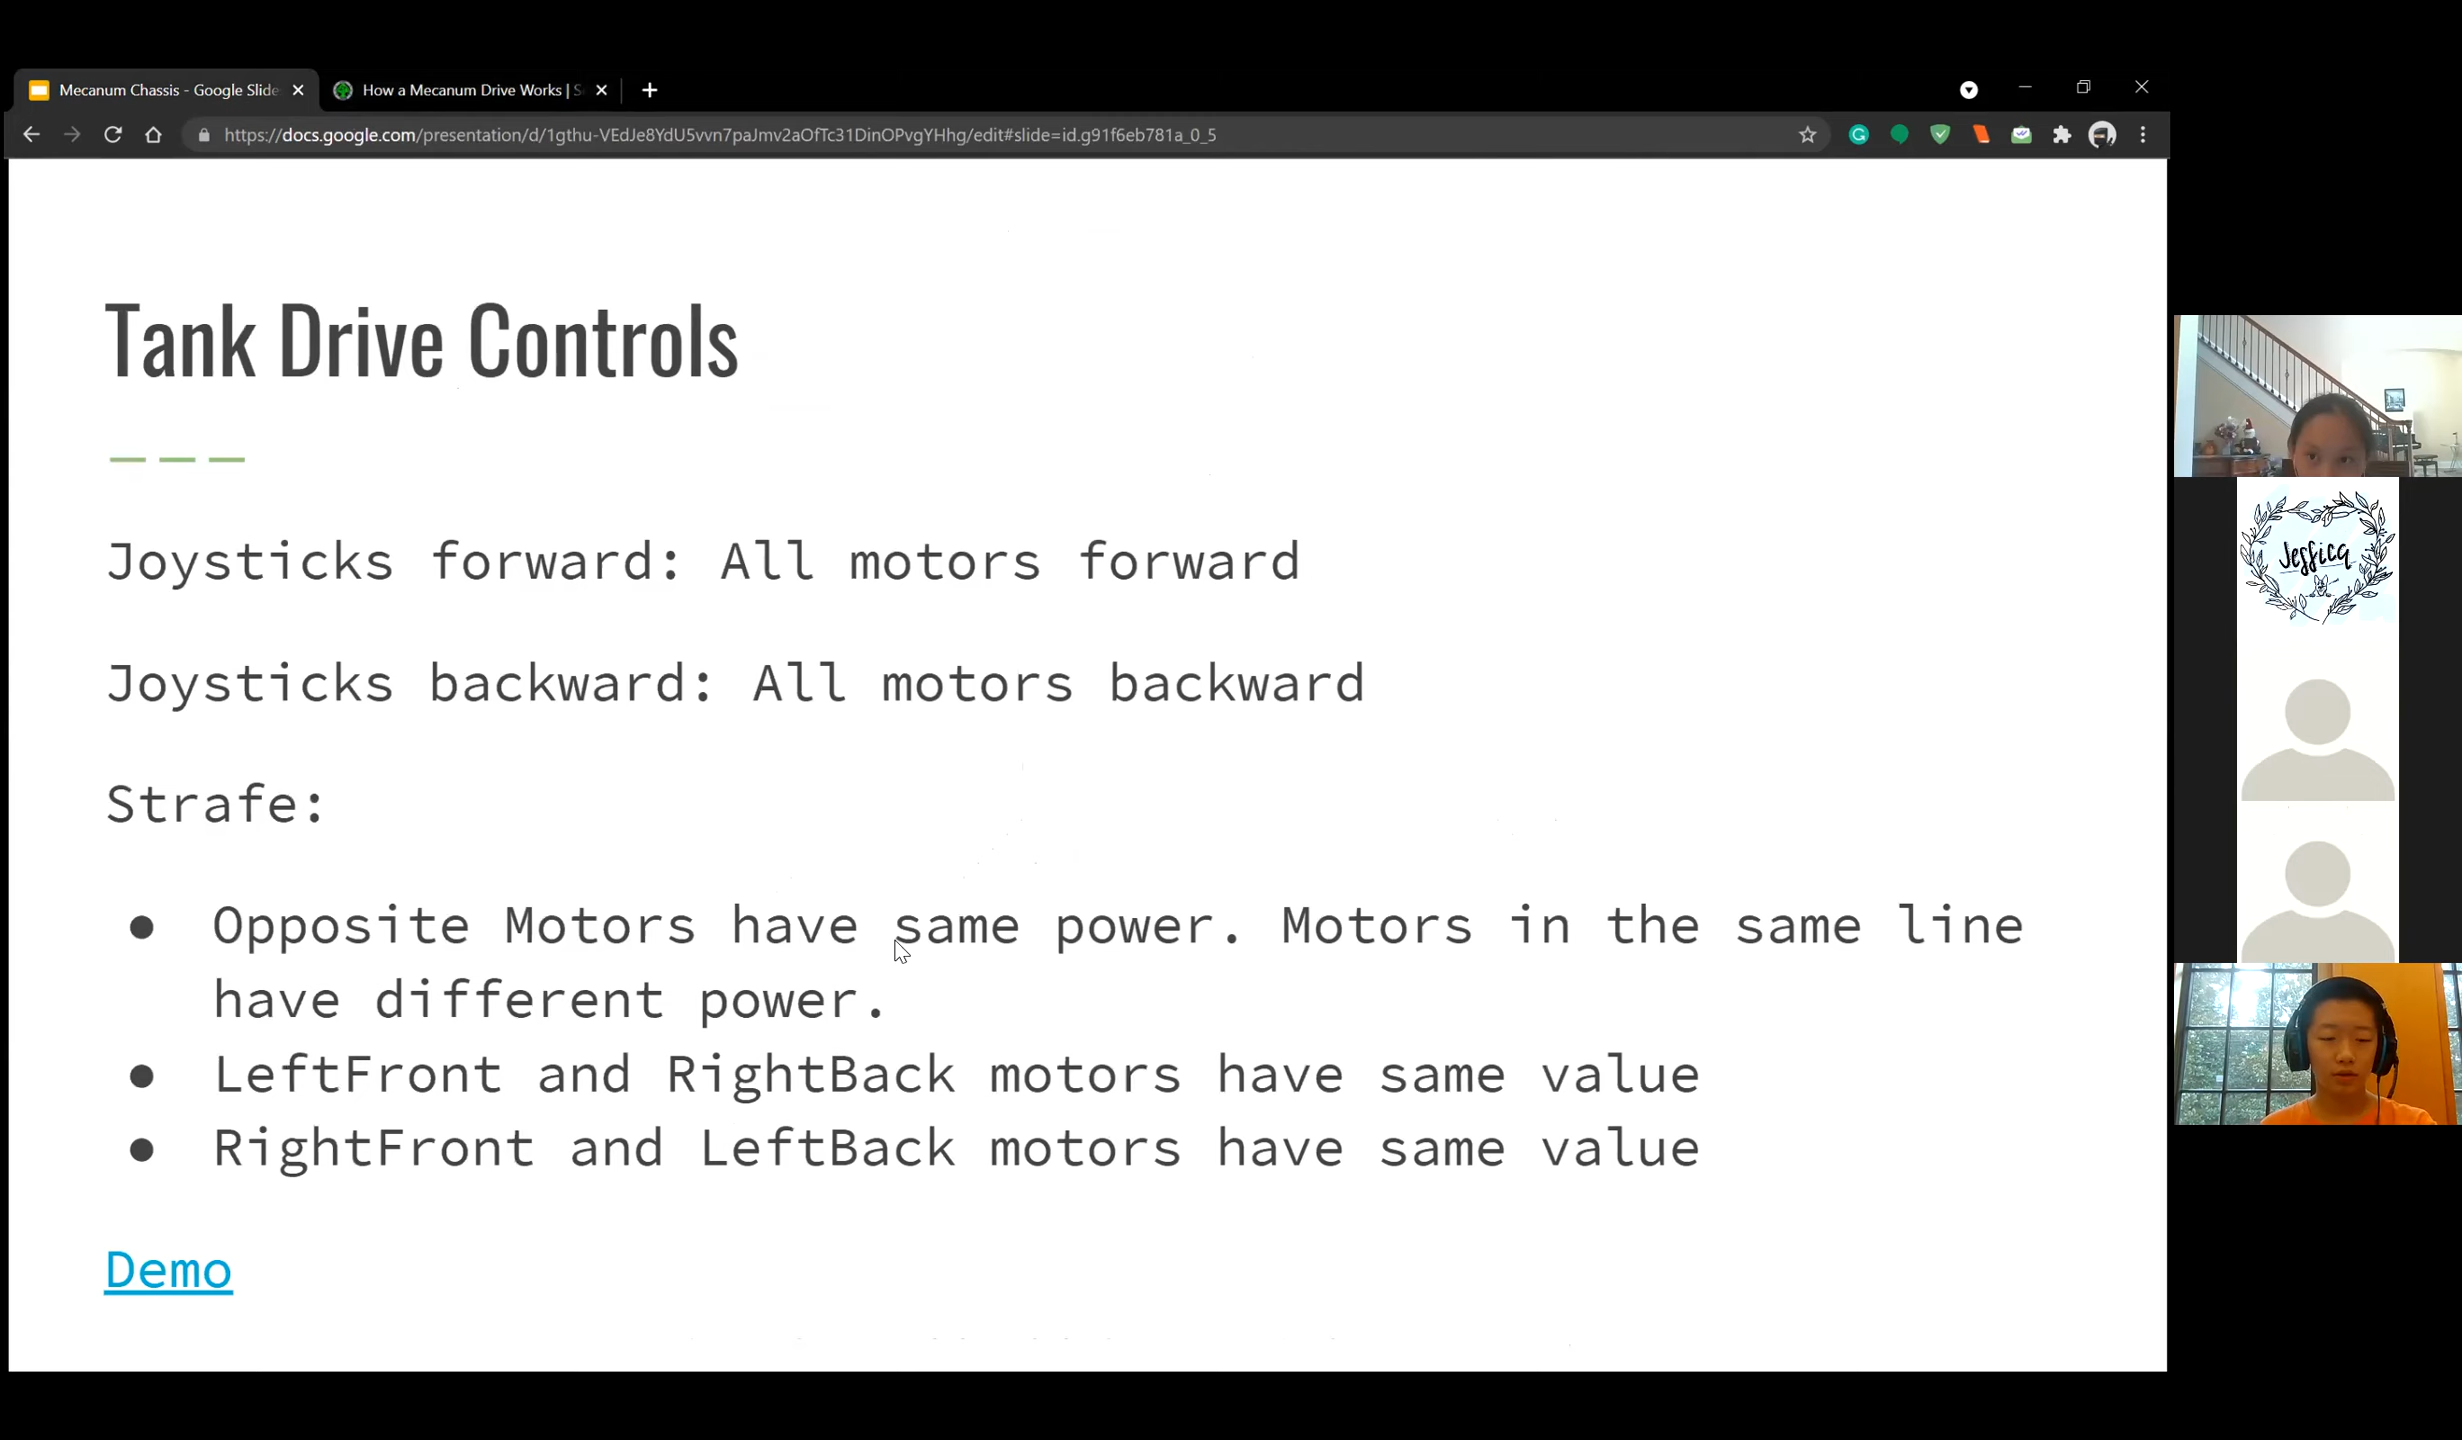 Mecanum Chassis - Google Slide
How a Mecanum Drive Works | S
https://docs.google.com/presentation/d/1gthu-VEdJe8YdU5vvn7paJmv2aOfTc31DinOPvgYHhg/edit#slide=id.g91f6eb781a_0_5
Tank Drive Controls
Joysticks forward: All motors forward
Joysticks backward: All motors backward
Strafe:
● Opposite Motors have same power. Motors in the same line
have different power.
● LeftFront and RightBack motors have same value
● RightFront and LeftBack motors have same value
Demo
Jessica